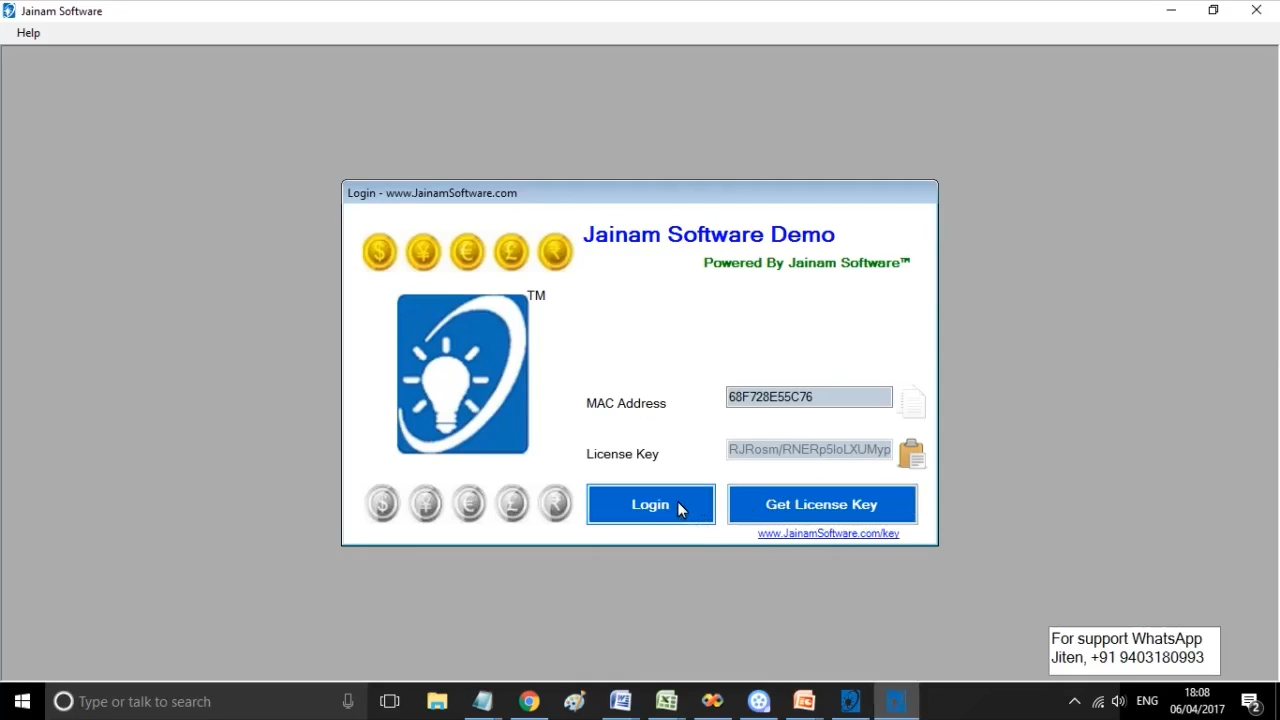 Jainam Software
Help
Login - www.JainamSoftware.com
Jainam Software Demo
Powered By Jainam Software™
TM
MAC Address
68F728E55C76
License Key
RJRosm/RNERp5IoLXUMyp
Login
Get License Key
www.JainamSoftware.com/key
For support WhatsApp
Jiten, +91 9403180993
Type or talk to search
ENG
18:08
06/04/2017
2